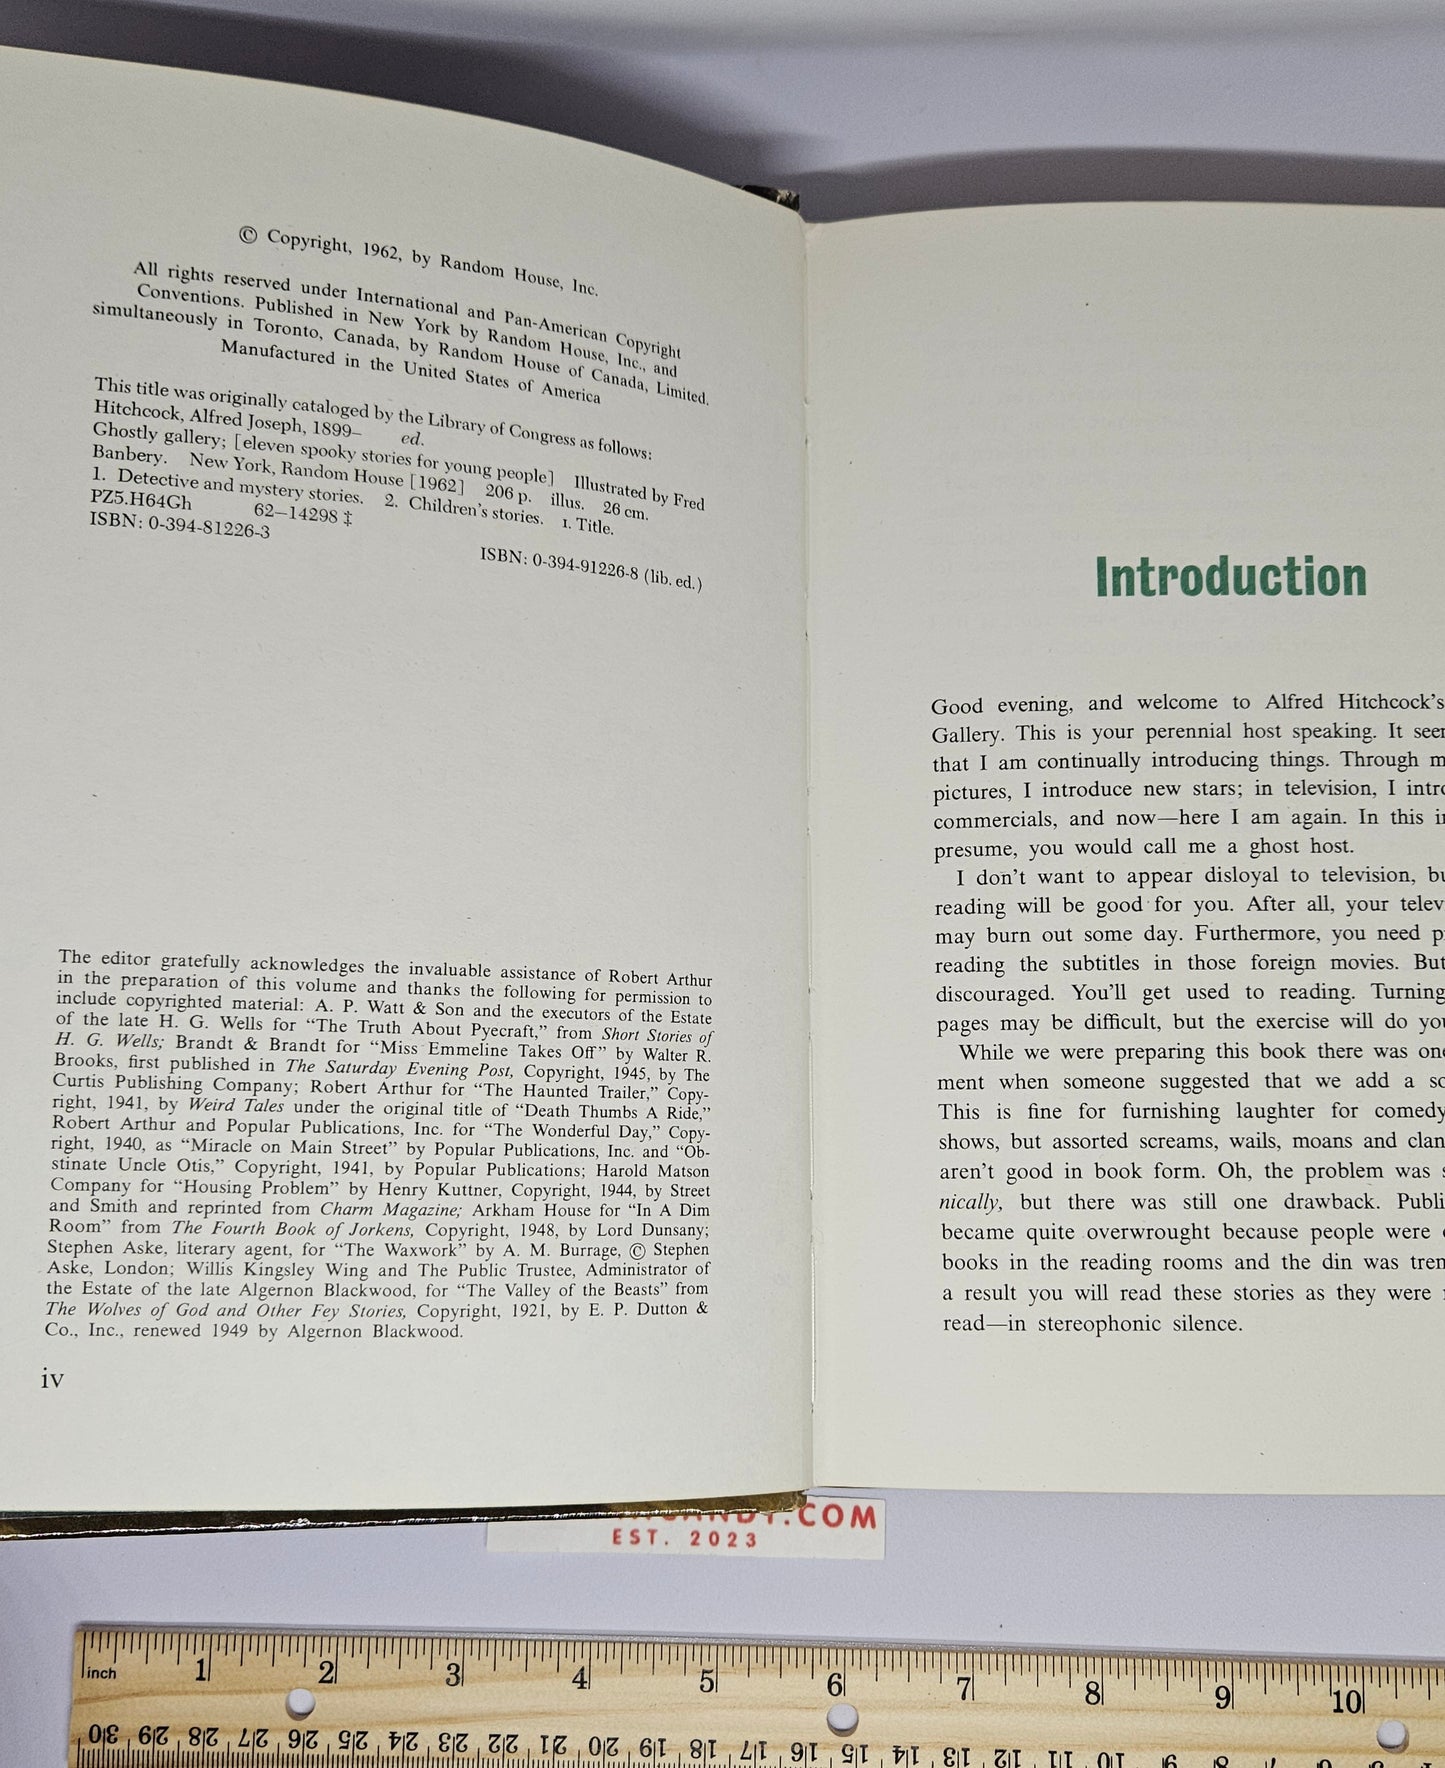 © Copyright, 1962, by Random House, Inc.
All rights reserved under International and Pan-American Copyright
Conventions. Published in New York by Random House, Inc., and
simultaneously in Toronto, Canada, by Random House of Canada, Limited.
Manufactured in the United States of America
This title was originally cataloged by the Library of Congress as follows:
Hitchcock, Alfred Joseph, 1899– ed.
Ghostly gallery; [eleven spooky stories for young people] Illustrated by Fred
Banbery. New York, Random House [1962] 206 p. illus. 26 cm.
1. Detective and mystery stories. 2. Children's stories. I. Title.
PZ5.H64Gh 62–14298 ‡
ISBN: 0-394-81226-3
ISBN: 0-394-91226-8 (lib. ed.)
The editor gratefully acknowledges the invaluable assistance of Robert Arthur
in the preparation of this volume and thanks the following for permission to
include copyrighted material: A. P. Watt & Son and the executors of the Estate
of the late H. G. Wells for “The Truth About Pyecraft,” from Short Stories of
H. G. Wells; Brandt & Brandt for “Miss Emmeline Takes Off” by Walter R.
Brooks, first published in The Saturday Evening Post, Copyright, 1945, by The
Curtis Publishing Company; Robert Arthur for “The Haunted Trailer,” Copy-
right, 1941, by Weird Tales under the original title of “Death Thumbs A Ride,”
Robert Arthur and Popular Publications, Inc. for “The Wonderful Day,” Copy-
right, 1940, as “Miracle on Main Street” by Popular Publications, Inc. and “Ob-
stinate Uncle Otis,” Copyright, 1941, by Popular Publications; Harold Matson
Company for “Housing Problem” by Henry Kuttner, Copyright, 1944, by Street
and Smith and reprinted from Charm Magazine; Arkham House for “In A Dim
Room” from The Fourth Book of Jorkens, Copyright, 1948, by Lord Dunsany;
Stephen Aske, literary agent, for “The Waxwork” by A. M. Burrage, © Stephen
Aske, London; Willis Kingsley Wing and The Public Trustee, Administrator of
the Estate of the late Algernon Blackwood, for “The Valley of the Beasts” from
The Wolves of God and Other Fey Stories, Copyright, 1921, by E. P. Dutton &
Co., Inc., renewed 1949 by Algernon Blackwood.
iv
Introduction
Good evening, and welcome to Alfred Hitchcock's
Gallery. This is your perennial host speaking. It
that I am continually introducing things. Through
pictures, I introduce new stars; in television, I
commercials, and now—here I am again. In this
presume, you would call me a ghost host.
I don't want to appear disloyal to television,
reading will be good for you. After all, your
may burn out some day. Furthermore, you need
reading the subtitles in those foreign movies. But
discouraged. You'll get used to reading. Turning
pages may be difficult, but the exercise will do
While we were preparing this book there was
ment when someone suggested that we add a
This is fine for furnishing laughter for comedy
shows, but assorted screams, wails, moans and
aren't good in book form. Oh, the problem was
nically, but there was still one drawback.
became quite overwrought because people were
books in the reading rooms and the din was
a result you will read these stories as they were
read—in stereophonic silence.
.COM
EST. 2023
inch 1 2 3 4 5 6 7 8 9 10
30 29 28 27 26 25 24 23 22 21 20 19 18 17 16 15 14 13 12 11 10 9 8 7 6